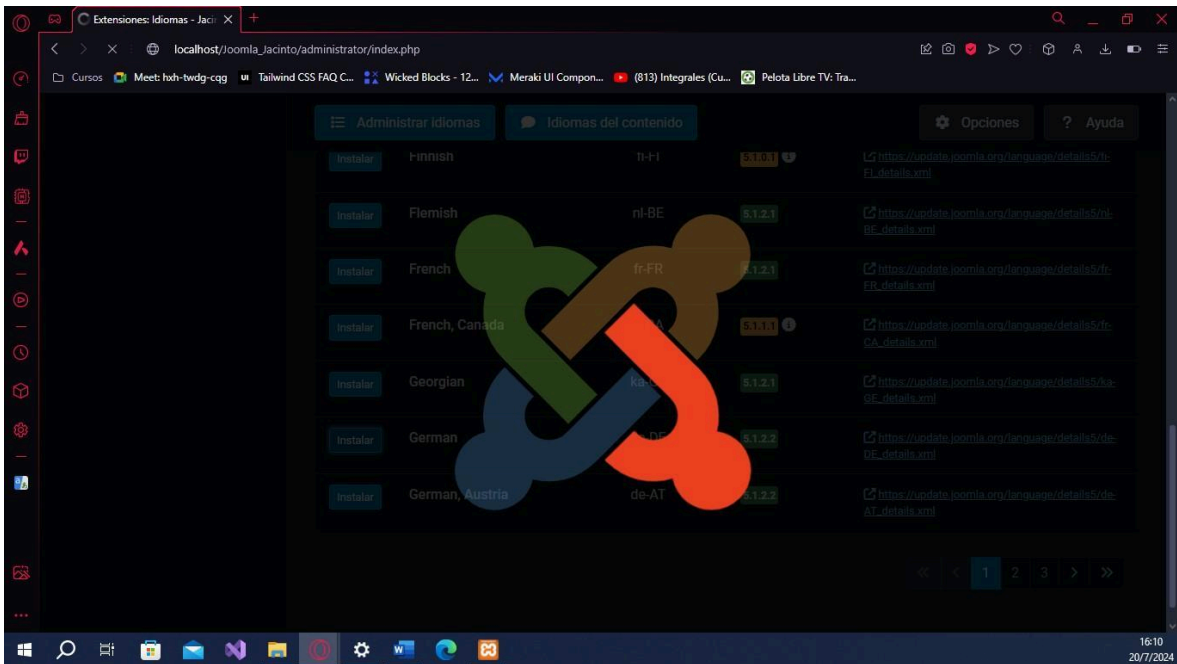 Extensiones: Idiomas - Jacin
localhost/Joomla_Jacinto/administrator/index.php
Cursos Meet: hxh-twdg-cqg UI Tailwind CSS FAQ C... Wicked Blocks - 12... Meraki UI Compon... (813) Integrales (Cu... Pelota Libre TV: Tra...
Administrar idiomas Idiomas del contenido Opciones ? Ayuda
Instalar Finnish fi-FI 5.1.0.1 https://update.joomla.org/language/details5/fi-
FI_details.xml
Instalar Flemish nl-BE 5.1.2.1 https://update.joomla.org/language/details5/nl-
BE_details.xml
Instalar French fr-FR 5.1.2.1 https://update.joomla.org/language/details5/fr-
FR_details.xml
Instalar French, Canada 5.1.1.1 https://update.joomla.org/language/details5/fr-
CA_details.xml
Instalar Georgian 5.1.2.1 https://update.joomla.org/language/details5/ka-
GE_details.xml
Instalar German 5.1.2.2 https://update.joomla.org/language/details5/de-
DE_details.xml
Instalar German, Austria de-AT 5.1.2.2 https://update.joomla.org/language/details5/de-
AT_details.xml
« < 1 2 3 > »
16:10
20/7/2024